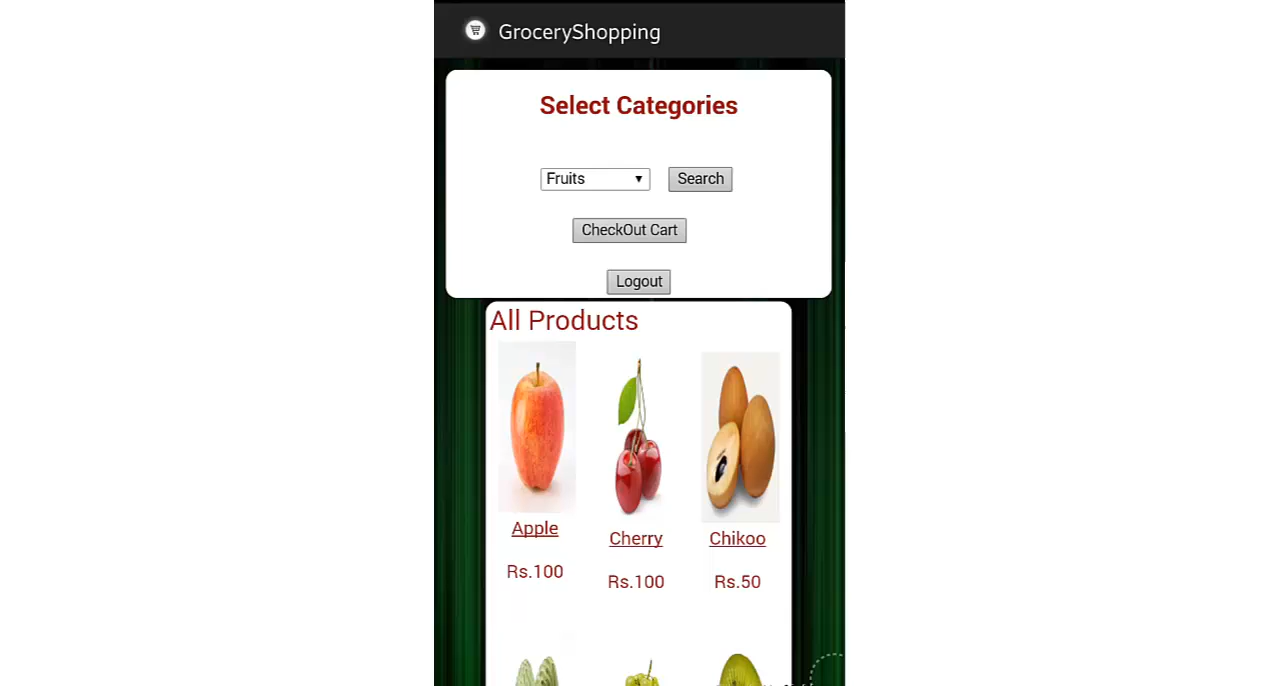 GroceryShopping
Select Categories
Fruits Search
CheckOut Cart
Logout
All Products
Apple Cherry Chikoo
Rs.100 Rs.100 Rs.50